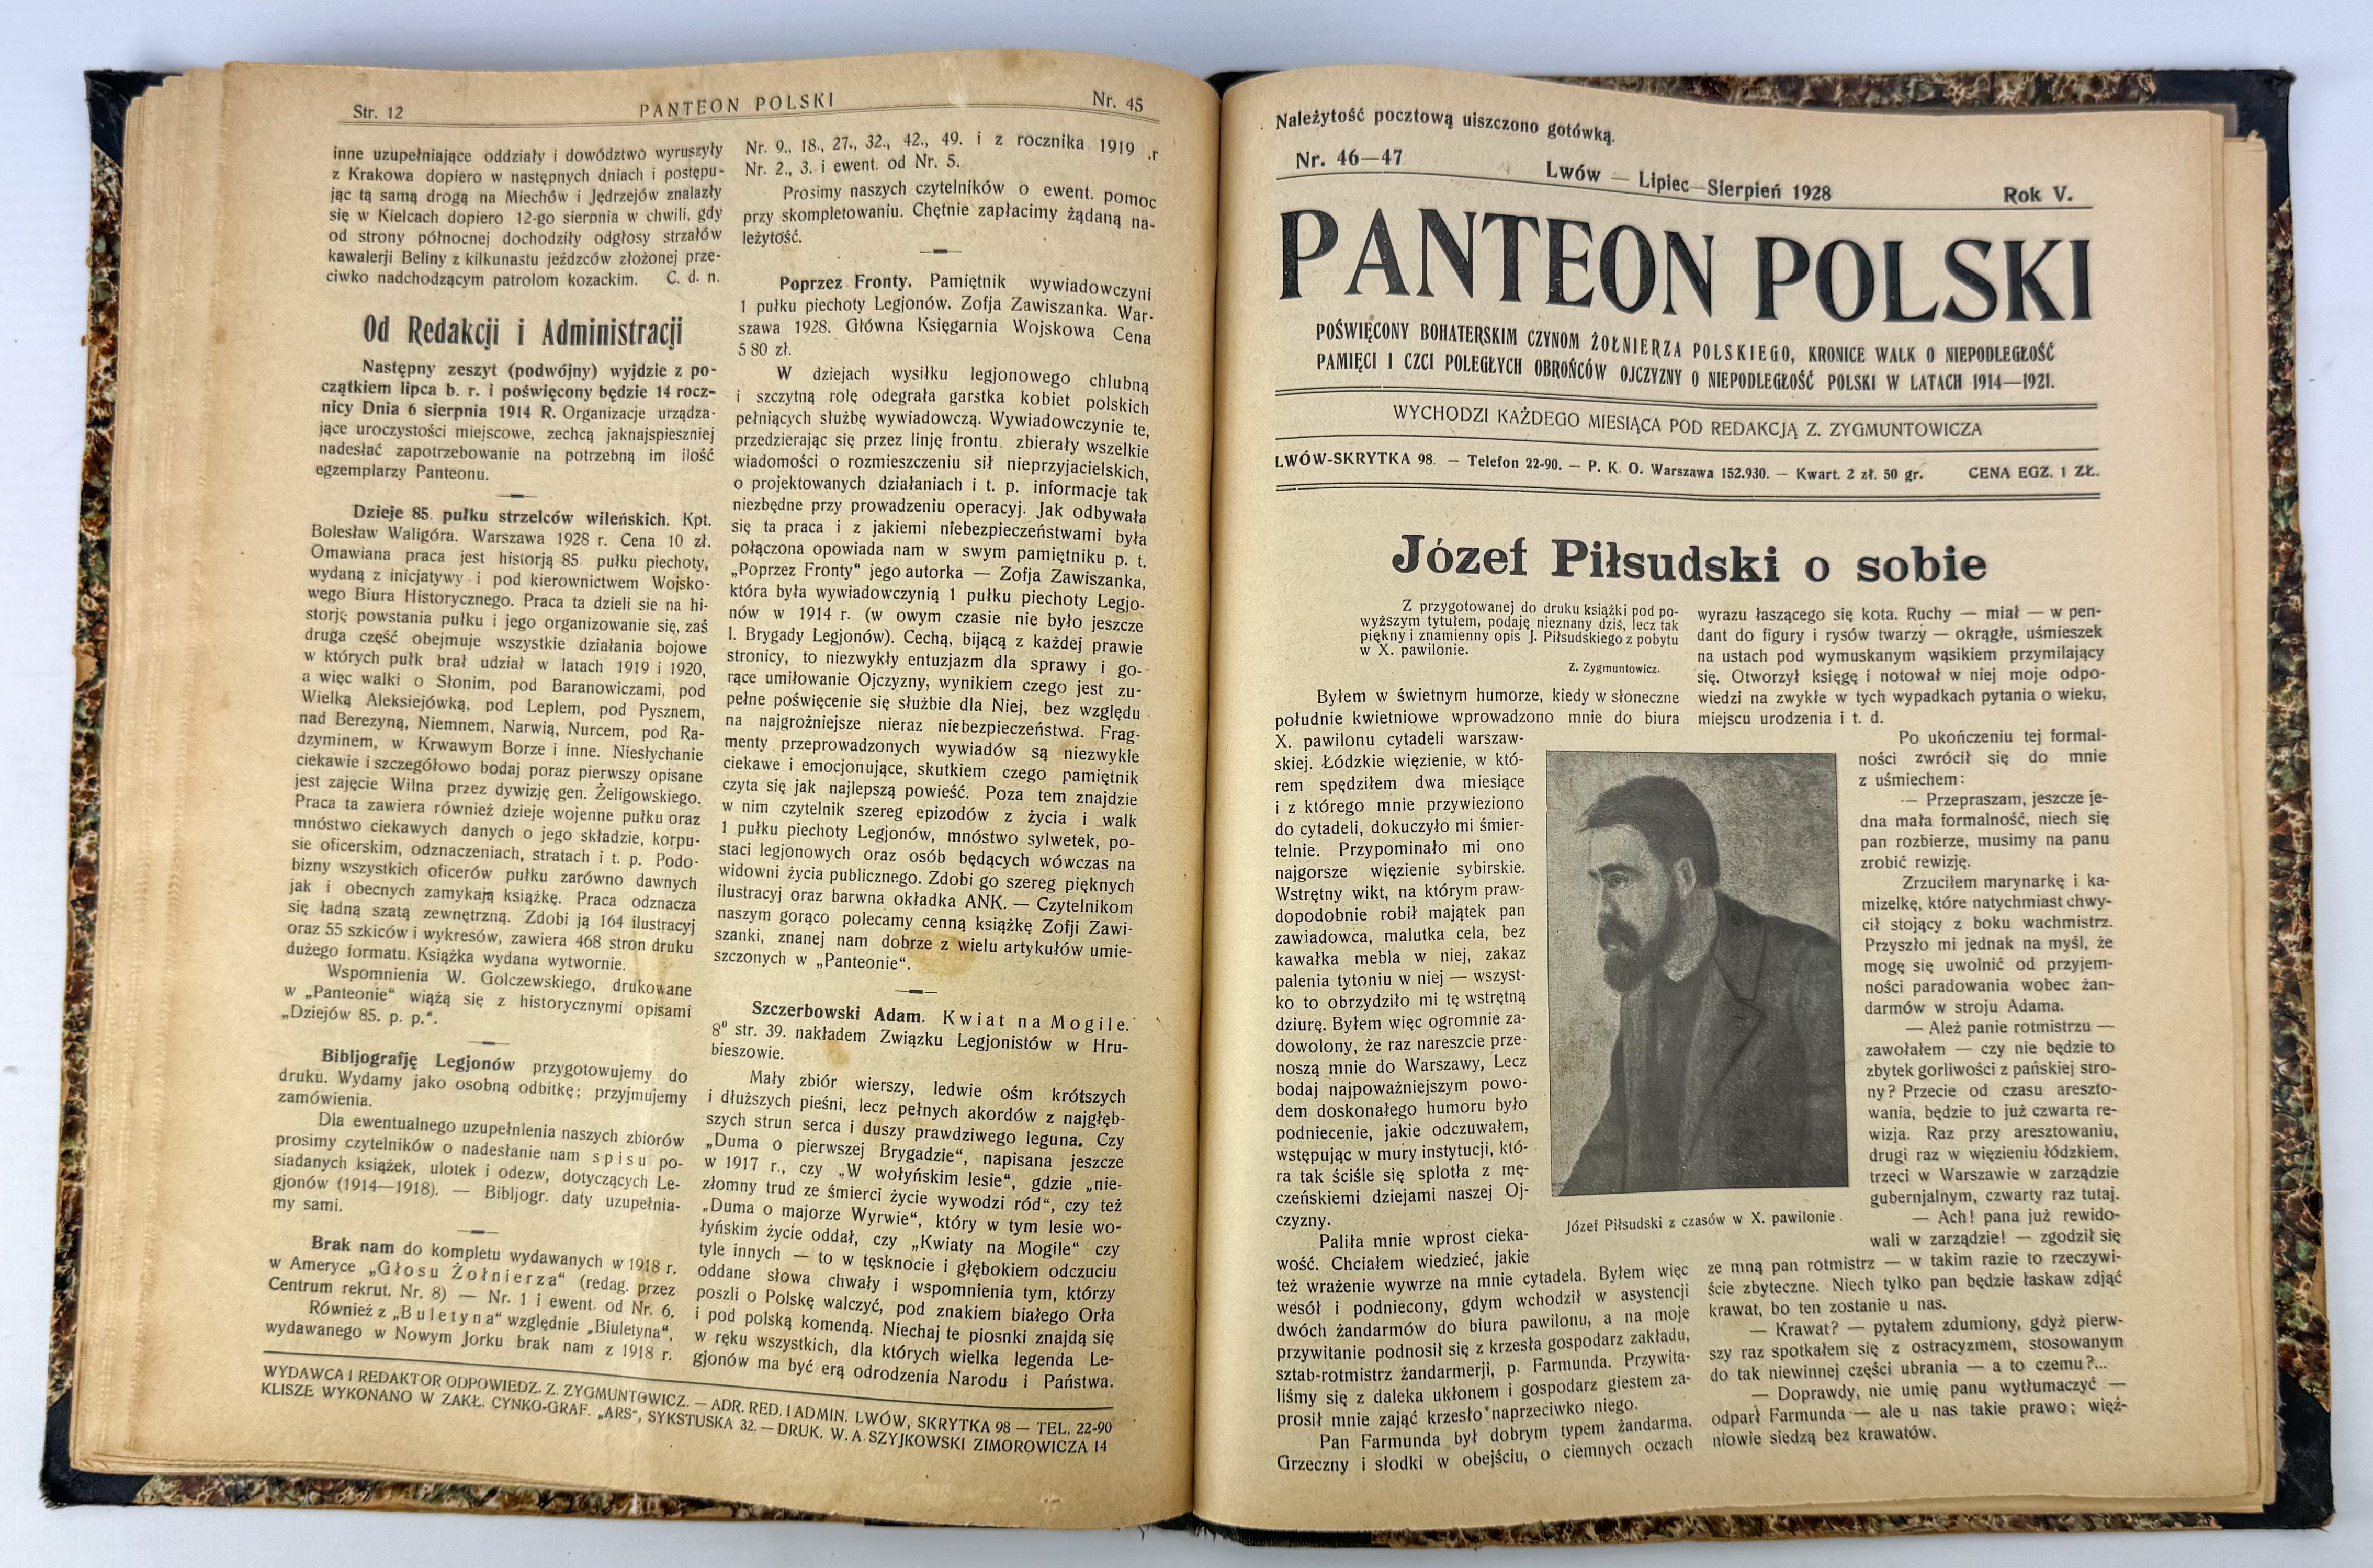 Str. 12
PANTEON POLSKI
Nr. 45
inne uzupełniające oddziały i dowództwo wyruszyły
z Krakowa dopiero w następnych dniach i postępu-
jąc tą samą drogą na Miechów i Jędrzejów znalazły
się w Kielcach dopiero 12-go sierpnia w chwili, gdy
od strony północnej dochodziły odgłosy strzałów
kawalerji Beliny z kilkunastu jeźdzców złożonej prze-
ciwko nadchodzącym patrolom kozackim. C. d. n.
Od Redakcji i Administracji
Następny zeszyt (podwójny) wyjdzie z po-
czątkiem lipca b. r. i poświęcony będzie 14 rocz-
nicy Dnia 6 sierpnia 1914 R. Organizacje urządza-
jące uroczystości miejscowe, zechcą jaknajspieszniej
nadesłać zapotrzebowanie na potrzebną im ilość
egzemplarzy Panteonu.
Dzieje 85. pułku strzelców wileńskich. Kpt.
Bolesław Waligóra. Warszawa 1928 r. Cena 10 zł.
Omawiana praca jest historją 85 pułku piechoty,
wydaną z inicjatywy i pod kierownictwem Wojsko-
wego Biura Historycznego. Praca ta dzieli sie na hi-
storję powstania pułku i jego organizowanie się, zaś
druga część obejmuje wszystkie działania bojowe
w których pułk brał udział w latach 1919 i 1920,
a więc walki o Słonim, pod Baranowiczami, pod
Wielką Aleksiejówką, pod Leplem, pod Pysznem,
nad Berezyną, Niemnem, Narwią, Nurcem, pod Ra-
dzyminem, w Krwawym Borze i inne. Niesłychanie
ciekawie i szczegółowo bodaj poraz pierwszy opisane
jest zajęcie Wilna przez dywizję gen. Żeligowskiego.
Praca ta zawiera również dzieje wojenne pułku oraz
mnóstwo ciekawych danych o jego składzie, korpu-
sie oficerskim, odznaczeniach, stratach i t. p. Podo-
bizny wszystkich oficerów pułku zarówno dawnych
jak i obecnych zamykają książkę. Praca odznacza
się ładną szatą zewnętrzną. Zdobi ją 164 ilustracyj
oraz 55 szkiców i wykresów, zawiera 468 stron druku
dużego formatu. Książka wydana wytwornie.
Wspomnienia W. Golczewskiego, drukowane
w „Panteonie“ wiążą się z historycznymi opisami
„Dziejów 85. p. p.“.
Bibljografję Legjonów przygotowujemy do
druku. Wydamy jako osobną odbitkę; przyjmujemy
zamówienia.
Dla ewentualnego uzupełnienia naszych zbiorów
prosimy czytelników o nadesłanie nam spisu po-
siadanych książek, ulotek i odezw, dotyczących Le-
gjonów (1914—1918). — Bibljogr. daty uzupełnia-
my sami.
Brak nam do kompletu wydawanych w 1918 r.
w Ameryce „Głosu Żołnierza“ (redag. przez
Centrum rekrut. Nr. 8) — Nr. 1 i ewent. od Nr. 6.
Również z „Buletyna“ względnie „Biuletyna“,
wydawanego w Nowym Jorku brak nam z 1918 r.
Nr. 9., 18., 27., 32., 42., 49. i z rocznika 1919 .r
Nr. 2., 3. i ewent. od Nr. 5.
Prosimy naszych czytelników o ewent. pomoc
przy skompletowaniu. Chętnie zapłacimy żądaną na-
leżytość.
Poprzez Fronty. Pamiętnik wywiadowczyni
1 pułku piechoty Legjonów. Zofja Zawiszanka. War-
szawa 1928. Główna Księgarnia Wojskowa Cena
5 80 zł.
W dziejach wysiłku legjonowego chlubną
i szczytną rolę odegrała garstka kobiet polskich
pełniących służbę wywiadowczą. Wywiadowczynie te,
przedzierając się przez linję frontu, zbierały wszelkie
wiadomości o rozmieszczeniu sił nieprzyjacielskich,
o projektowanych działaniach i t. p. informacje tak
niezbędne przy prowadzeniu operacyj. Jak odbywała
się ta praca i z jakiemi niebezpieczeństwami była
połączona opowiada nam w swym pamiętniku p. t.
„Poprzez Fronty“ jego autorka — Zofja Zawiszanka,
która była wywiadowczynią 1 pułku piechoty Legjo-
nów w 1914 r. (w owym czasie nie było jeszcze
I. Brygady Legjonów). Cechą, bijącą z każdej prawie
stronicy, to niezwykły entuzjazm dla sprawy i go-
rące umiłowanie Ojczyzny, wynikiem czego jest zu-
pełne poświęcenie się służbie dla Niej, bez względu
na najgroźniejsze nieraz niebezpieczeństwa. Frag-
menty przeprowadzonych wywiadów są niezwykle
ciekawe i emocjonujące, skutkiem czego pamiętnik
czyta się jak najlepszą powieść. Poza tem znajdzie
w nim czytelnik szereg epizodów z życia i walk
1 pułku piechoty Legjonów, mnóstwo sylwetek, po-
staci legjonowych oraz osób będących wówczas na
widowni życia publicznego. Zdobi go szereg pięknych
ilustracyj oraz barwna okładka ANK. — Czytelnikom
naszym gorąco polecamy cenną książkę Zofji Zawi-
szanki, znanej nam dobrze z wielu artykułów umie-
szczonych w „Panteonie“.
Szczerbowski Adam. Kwiat na Mogile.
8⁰ str. 39. nakładem Związku Legjonistów w Hru-
bieszowie.
Mały zbiór wierszy, ledwie ośm krótszych
i dłuższych pieśni, lecz pełnych akordów z najgłęb-
szych strun serca i duszy prawdziwego leguna. Czy
„Duma o pierwszej Brygadzie“, napisana jeszcze
w 1917 r., czy „W wołyńskim lesie“, gdzie „nie-
złomny trud ze śmierci życie wywodzi ród“, czy też
„Duma o majorze Wyrwie“, który w tym lesie wo-
łyńskim życie oddał, czy „Kwiaty na Mogile“ czy
tyle innych — to w tęsknocie i głębokiem odczuciu
oddane słowa chwały i wspomnienia tym, którzy
poszli o Polskę walczyć, pod znakiem białego Orła
i pod polską komendą. Niechaj te piosnki znajdą się
w ręku wszystkich, dla których wielka legenda Le-
gjonów ma być erą odrodzenia Narodu i Państwa.
WYDAWCA I REDAKTOR ODPOWIEDZ. Z. ZYGMUNTOWICZ. — ADR. RED. I ADMIN. LWÓW, SKRYTKA 98 — TEL. 22-90
KLISZE WYKONANO W ZAKŁ. CYNKO-GRAF. „ARS“, SYKSTUSKA 32. — DRUK. W. A. SZYJKOWSKI ZIMOROWICZA 14
Należytość pocztową uiszczono gotówką.
Nr. 46—47
Lwów — Lipiec—Sierpień 1928
Rok V.
PANTEON POLSKI
POŚWIĘCONY BOHATERSKIM CZYNOM ŻOŁNIERZA POLSKIEGO, KRONICE WALK O NIEPODLEGŁOŚĆ
PAMIĘCI I CZCI POLEGŁYCH OBROŃCÓW OJCZYZNY O NIEPODLEGŁOŚĆ POLSKI W LATACH 1914—1921.
WYCHODZI KAŻDEGO MIESIĄCA POD REDAKCJĄ Z. ZYGMUNTOWICZA
LWÓW-SKRYTKA 98. — Telefon 22-90. — P. K. O. Warszawa 152.930. — Kwart. 2 zł. 50 gr. CENA EGZ. 1 ZŁ.
Józef Piłsudski o sobie
Z przygotowanej do druku książki pod po-
wyższym tytułem, podaję nieznany dziś, lecz tak
piękny i znamienny opis J. Piłsudskiego z pobytu
w X. pawilonie.
Z. Zygmuntowicz.
Byłem w świetnym humorze, kiedy w słoneczne
południe kwietniowe wprowadzono mnie do biura
X. pawilonu cytadeli warszaw-
skiej. Łódzkie więzienie, w któ-
rem spędziłem dwa miesiące
i z którego mnie przywieziono
do cytadeli, dokuczyło mi śmier-
telnie. Przypominało mi ono
najgorsze więzienie sybirskie.
Wstrętny wikt, na którym praw-
dopodobnie robił majątek pan
zawiadowca, malutka cela, bez
kawałka mebla w niej, zakaz
palenia tytoniu w niej — wszyst-
ko to obrzydziło mi tę wstrętną
dziurę. Byłem więc ogromnie za-
dowolony, że raz nareszcie prze-
noszą mnie do Warszawy, Lecz
bodaj najpoważniejszym powo-
dem doskonałego humoru było
podniecenie, jakie odczuwałem,
wstępując w mury instytucji, któ-
ra tak ściśle się splotła z mę-
czeńskiemi dziejami naszej Oj-
czyzny.
Paliła mnie wprost cieka-
wość. Chciałem wiedzieć, jakie
też wrażenie wywrze na mnie cytadela. Byłem więc
wesół i podniecony, gdym wchodził w asystencji
dwóch żandarmów do biura pawilonu, a na moje
przywitanie podnosił się z krzesła gospodarz zakładu,
sztab-rotmistrz żandarmerji, p. Farmunda. Przywita-
liśmy się z daleka ukłonem i gospodarz giestem za-
prosił mnie zająć krzesło naprzeciwko niego.
Pan Farmunda był dobrym typem żandarma.
Grzeczny i słodki w obejściu, o ciemnych oczach
Józef Piłsudski z czasów w X. pawilonie.
wyrazu łaszącego się kota. Ruchy — miał — w pen-
dant do figury i rysów twarzy — okrągłe, uśmieszek
na ustach pod wymuskanym wąsikiem przymilający
się. Otworzył księgę i notował w niej moje odpo-
wiedzi na zwykłe w tych wypadkach pytania o wieku,
miejscu urodzenia i t. d.
Po ukończeniu tej formal-
ności zwrócił się do mnie
z uśmiechem:
— Przepraszam, jeszcze je-
dna mała formalność, niech się
pan rozbierze, musimy na panu
zrobić rewizję.
Zrzuciłem marynarkę i ka-
mizelkę, które natychmiast chwy-
cił stojący z boku wachmistrz.
Przyszło mi jednak na myśl, że
mogę się uwolnić od przyjem-
ności paradowania wobec żan-
darmów w stroju Adama.
— Ależ panie rotmistrzu —
zawołałem — czy nie będzie to
zbytek gorliwości z pańskiej stro-
ny? Przecie od czasu areszto-
wania, będzie to już czwarta re-
wizja. Raz przy aresztowaniu,
drugi raz w więzieniu łódzkiem,
trzeci w Warszawie w zarządzie
gubernjalnym, czwarty raz tutaj.
— Ach! pana już rewido-
wali w zarządzie! — zgodził się
ze mną pan rotmistrz — w takim razie to rzeczywi-
ście zbyteczne. Niech tylko pan będzie łaskaw zdjąć
krawat, bo ten zostanie u nas.
— Krawat? — pytałem zdumiony, gdyż pierw-
szy raz spotkałem się z ostracyzmem, stosowanym
do tak niewinnej części ubrania — a to czemu?...
— Doprawdy, nie umię panu wytłumaczyć —
odparł Farmunda — ale u nas takie prawo; więź-
niowie siedzą bez krawatów.